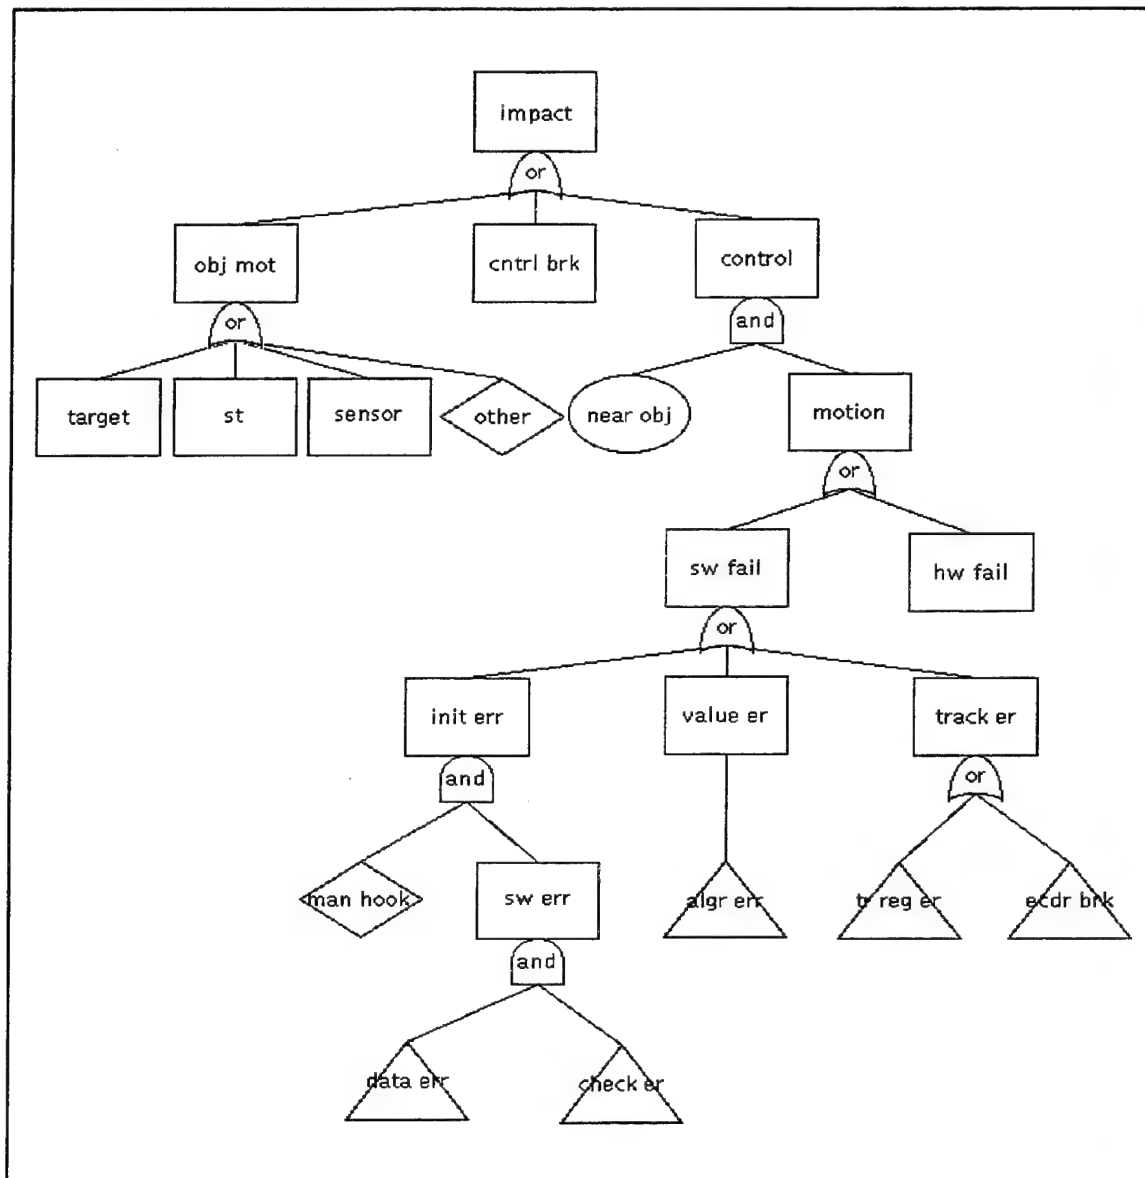 impact
or
obj mot
cntrl brk
control
or
and
target
st
sensor
other
near obj
motion
or
sw fail
hw fail
or
init err
value er
track er
and
or
man hook
sw err
algr err
tr reg er
ecdr brk
and
data err
check er